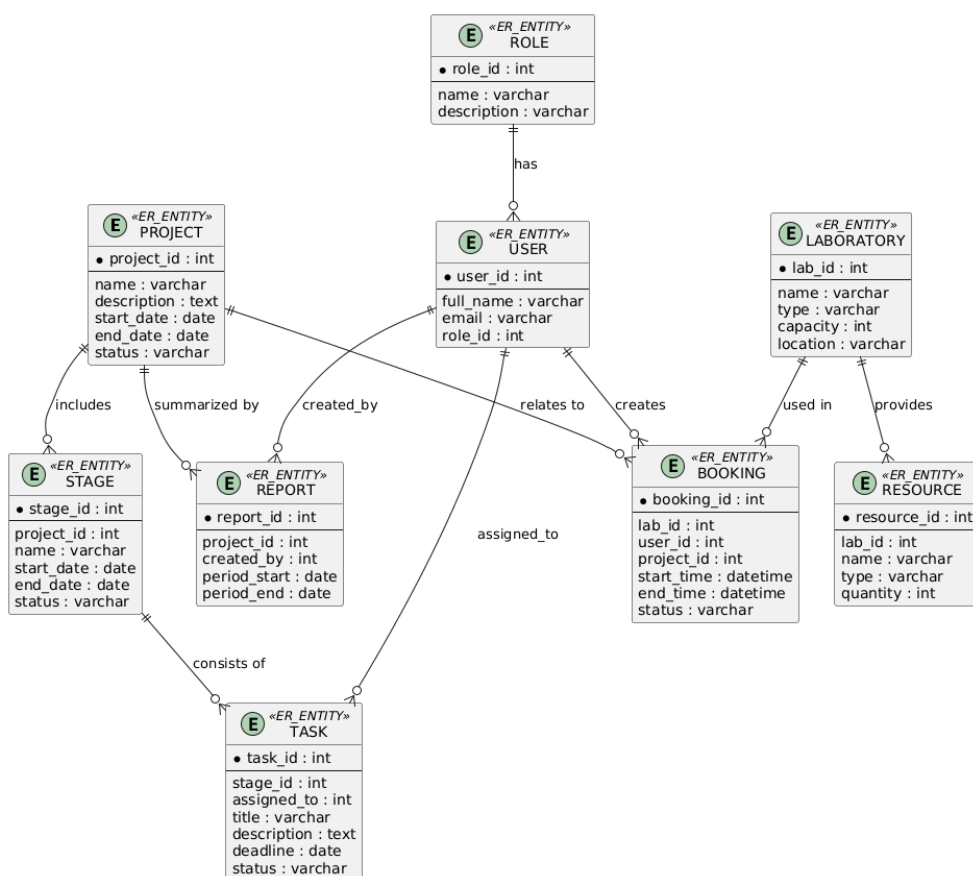 E «ER_ENTITY»
ROLE
role_id : int
name : varchar
description : varchar
has
E «ER_ENTITY»
PROJECT
project_id : int
name : varchar
description : text
start_date : date
end_date : date
status : varchar
E «ER_ENTITY»
USER
user_id : int
full_name : varchar
email : varchar
role_id : int
E «ER_ENTITY»
LABORATORY
lab_id : int
name : varchar
type : varchar
capacity : int
location : varchar
includes
summarized by
created_by
relates to
creates
used in
provides
E «ER_ENTITY»
STAGE
stage_id : int
project_id : int
name : varchar
start_date : date
end_date : date
status : varchar
E «ER_ENTITY»
REPORT
report_id : int
project_id : int
created_by : int
period_start : date
period_end : date
assigned_to
E «ER_ENTITY»
BOOKING
booking_id : int
lab_id : int
user_id : int
project_id : int
start_time : datetime
end_time : datetime
status : varchar
E «ER_ENTITY»
RESOURCE
resource_id : int
lab_id : int
name : varchar
type : varchar
quantity : int
consists of
E «ER_ENTITY»
TASK
task_id : int
stage_id : int
assigned_to : int
title : varchar
description : text
deadline : date
status : varchar